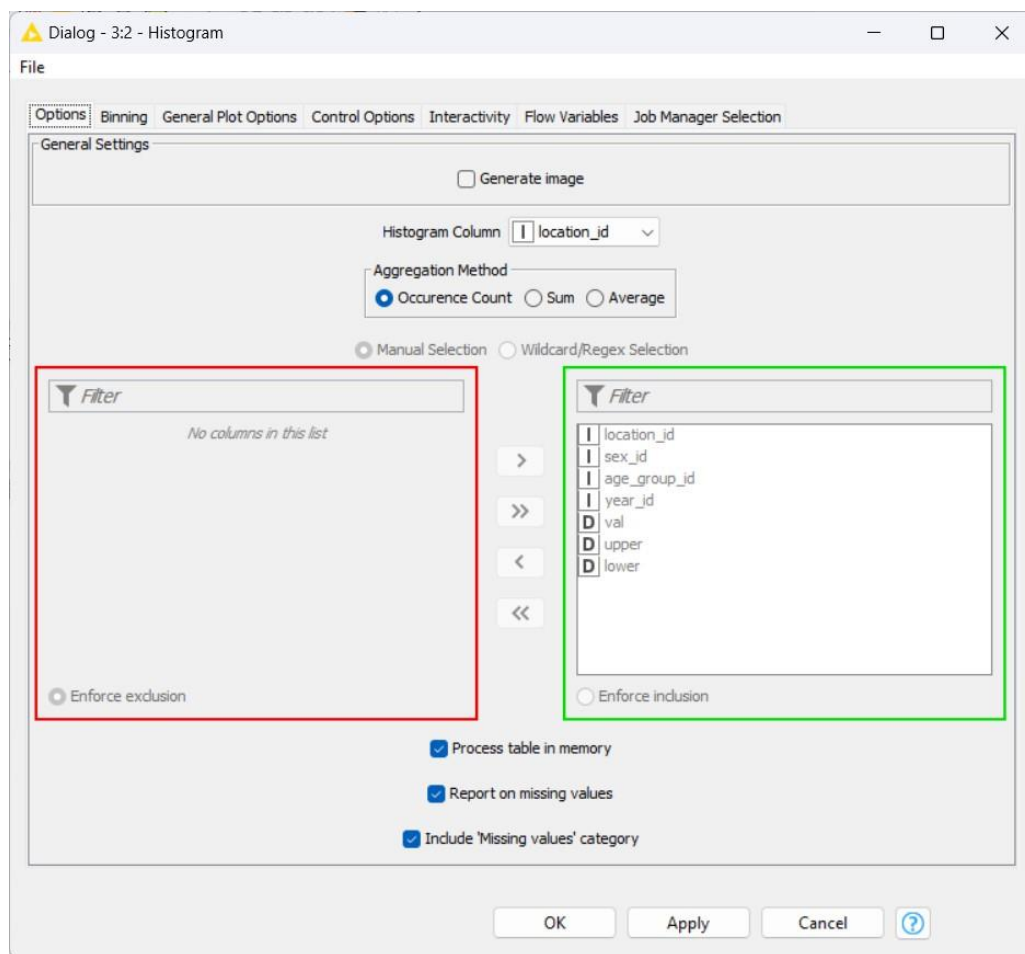 Dialog - 3:2 - Histogram
File
Options Binning General Plot Options Control Options Interactivity Flow Variables Job Manager Selection
General Settings
Generate image
Histogram Column I location_id
Aggregation Method
Occurence Count Sum Average
Manual Selection Wildcard/Regex Selection
Filter
No columns in this list
Enforce exclusion
>
>>
<
<<
Filter
I location_id
I sex_id
I age_group_id
I year_id
D val
D upper
D lower
Enforce inclusion
Process table in memory
Report on missing values
Include 'Missing values' category
OK Apply Cancel ?